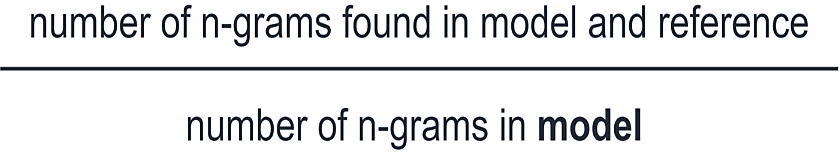 number of n-grams found in model and reference
number of n-grams in model